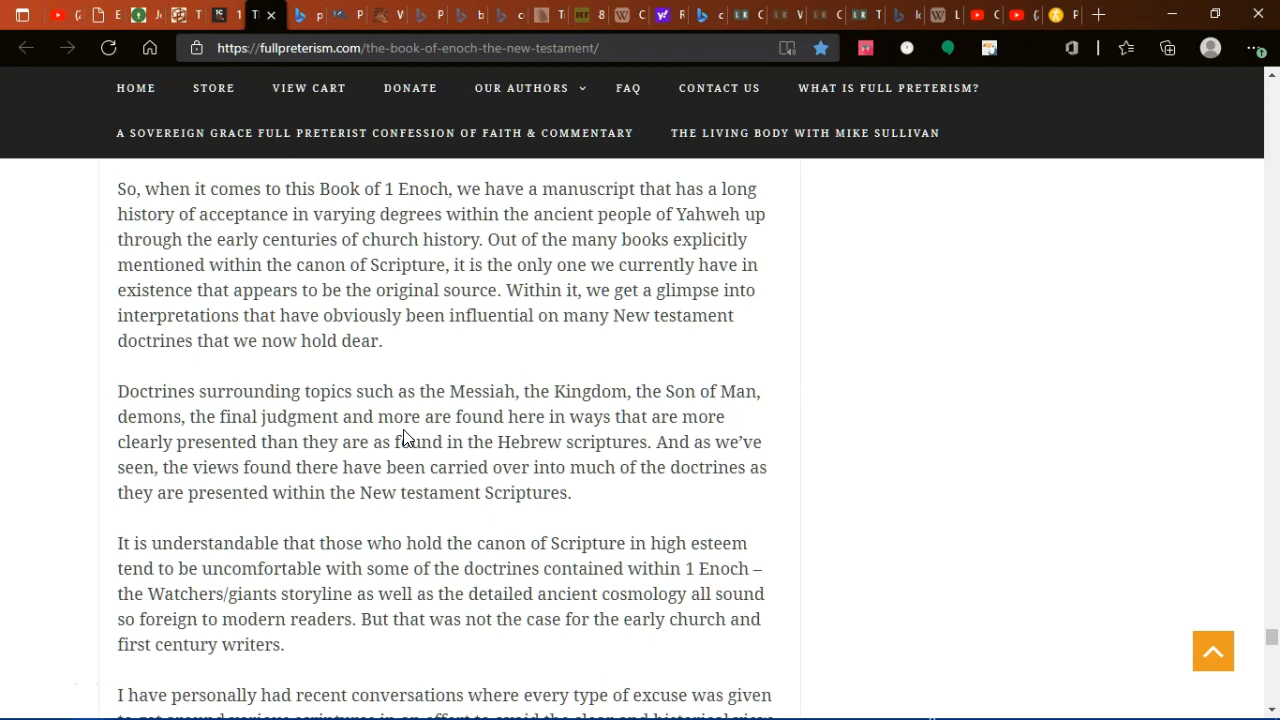 https://fullpreterism.com/the-book-of-enoch-the-new-testament/
HOME STORE VIEW CART DONATE OUR AUTHORS FAQ CONTACT US WHAT IS FULL PRETERISM?
A SOVEREIGN GRACE FULL PRETERIST CONFESSION OF FAITH & COMMENTARY THE LIVING BODY WITH MIKE SULLIVAN
So, when it comes to this Book of 1 Enoch, we have a manuscript that has a long
history of acceptance in varying degrees within the ancient people of Yahweh up
through the early centuries of church history. Out of the many books explicitly
mentioned within the canon of Scripture, it is the only one we currently have in
existence that appears to be the original source. Within it, we get a glimpse into
interpretations that have obviously been influential on many New testament
doctrines that we now hold dear.
Doctrines surrounding topics such as the Messiah, the Kingdom, the Son of Man,
demons, the final judgment and more are found here in ways that are more
clearly presented than they are as found in the Hebrew scriptures. And as we’ve
seen, the views found there have been carried over into much of the doctrines as
they are presented within the New testament Scriptures.
It is understandable that those who hold the canon of Scripture in high esteem
tend to be uncomfortable with some of the doctrines contained within 1 Enoch –
the Watchers/giants storyline as well as the detailed ancient cosmology all sound
so foreign to modern readers. But that was not the case for the early church and
first century writers.
I have personally had recent conversations where every type of excuse was given